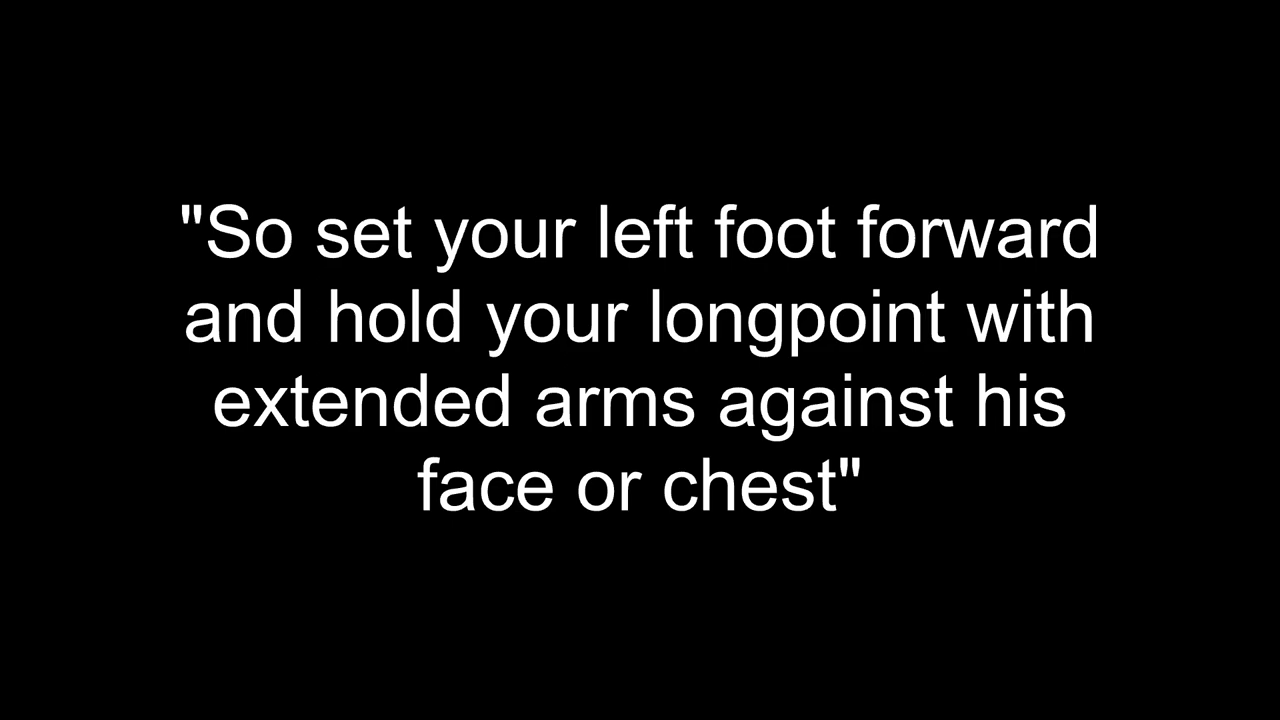 "So set your left foot forward
and hold your longpoint with
extended arms against his
face or chest"